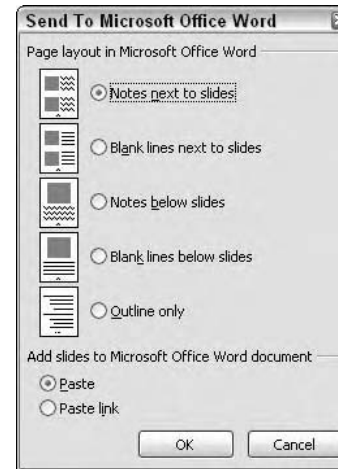 Send To Microsoft Office Word
Page layout in Microsoft Office Word
Notes next to slides
Blank lines next to slides
Notes below slides
Blank lines below slides
Outline only
Add slides to Microsoft Office Word document
Paste
Paste link
OK Cancel